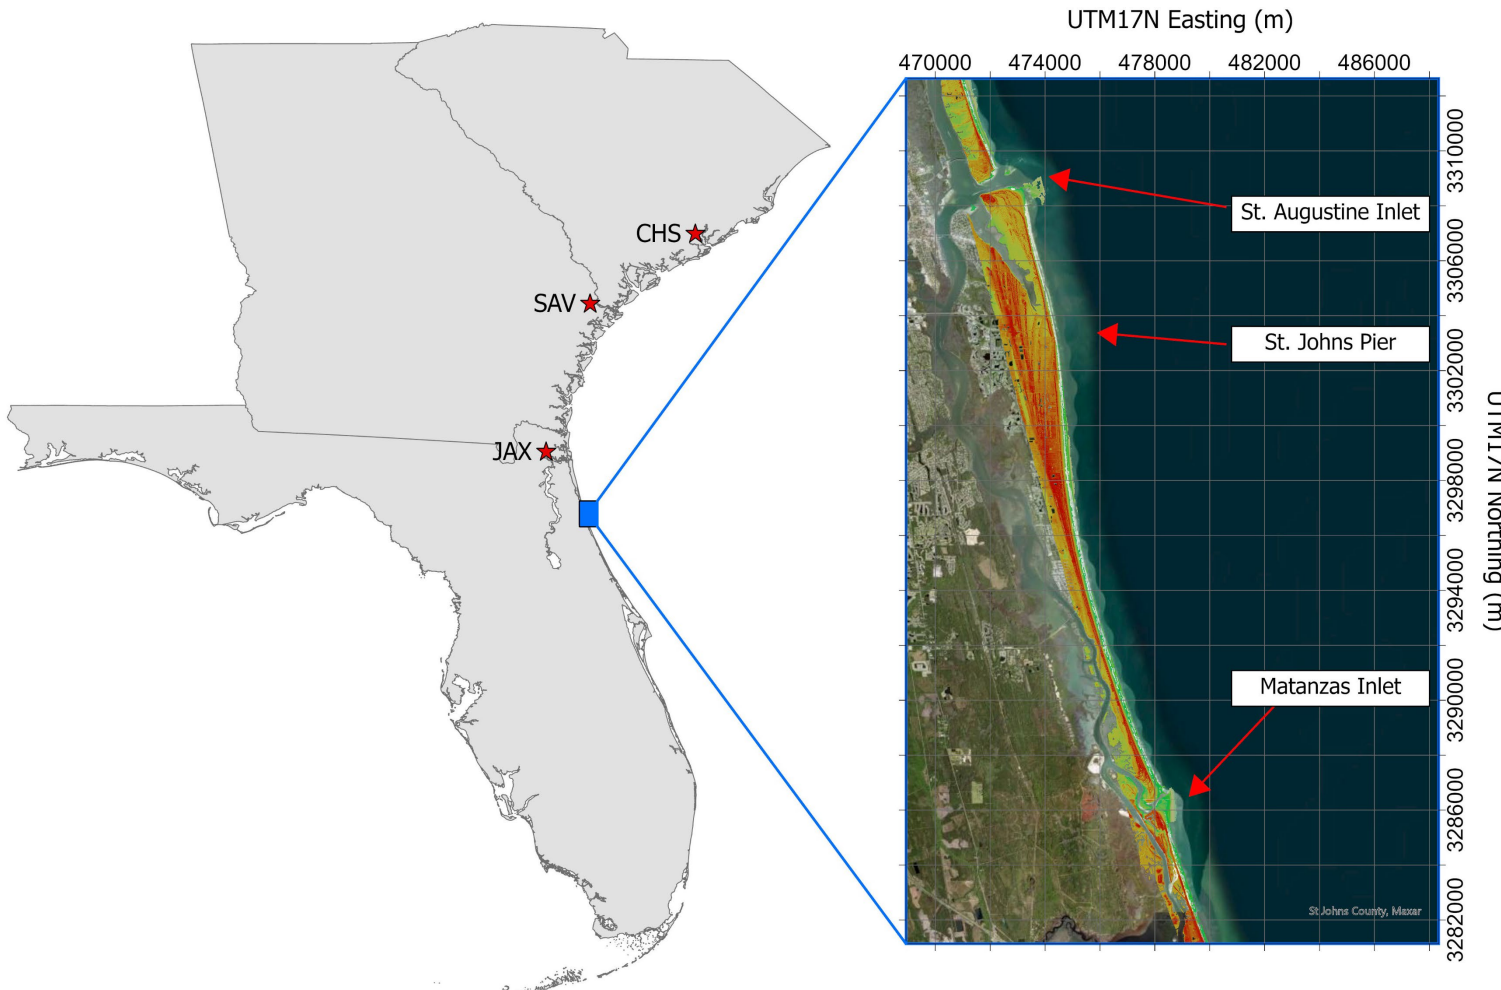 UTM17N Easting (m)
470000 474000 478000 482000 486000
3310000
St. Augustine Inlet
CHS
3306000
SAV
St. Johns Pier
3302000
UTM17N Northing (m)
JAX
3298000
3294000
Matanzas Inlet
3290000
3286000
St Johns County, Maxar
3282000